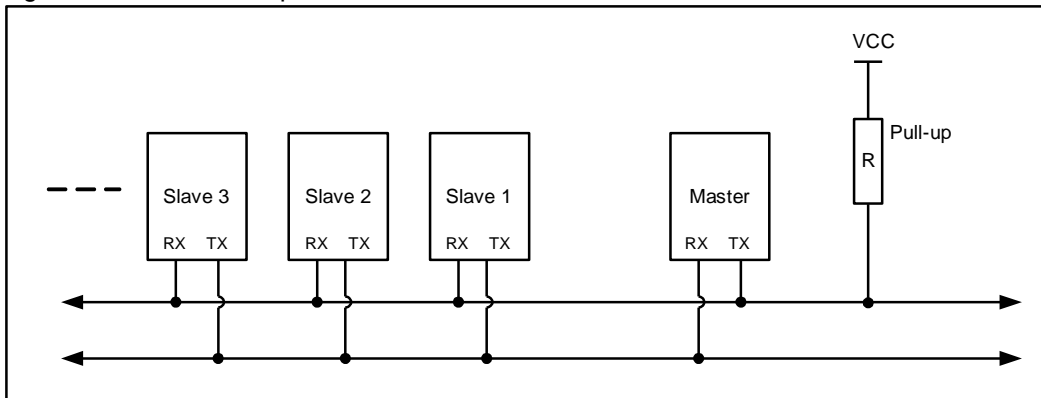 VCC
Pull-up
R
Slave 3
Slave 2
Slave 1
Master
RX TX
RX TX
RX TX
RX TX